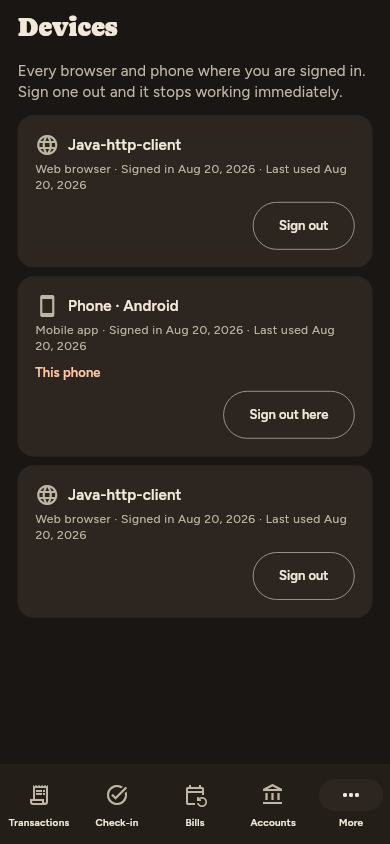 Devices
Every browser and phone where you are signed in.
Sign one out and it stops working immediately.
Java-http-client
Web browser · Signed in Aug 20, 2026 · Last used Aug
20, 2026
Sign out
Phone · Android
Mobile app · Signed in Aug 20, 2026 · Last used Aug
20, 2026
This phone
Sign out here
Java-http-client
Web browser · Signed in Aug 20, 2026 · Last used Aug
20, 2026
Sign out
Transactions Check-in Bills Accounts More